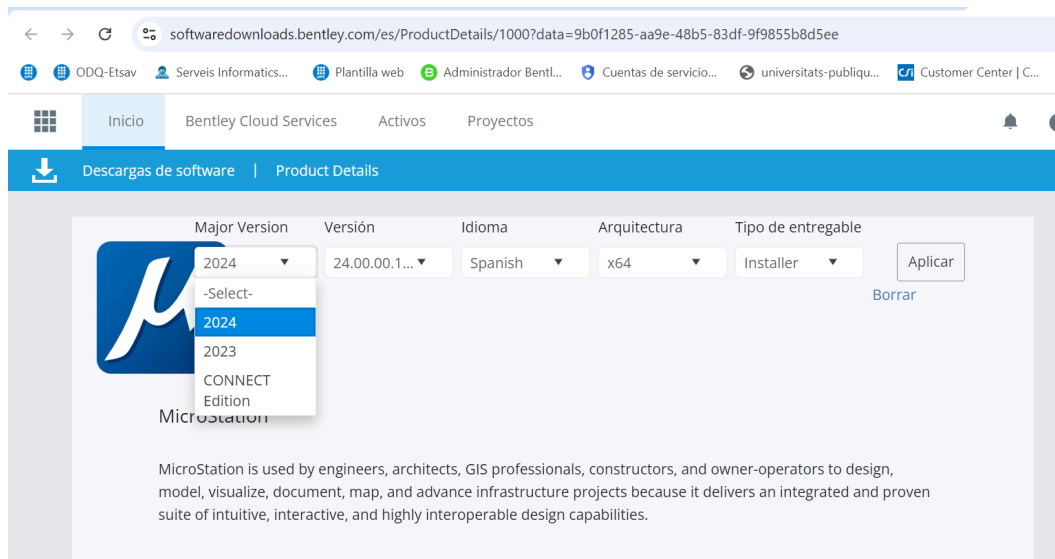 softwaredownloads.bentley.com/es/ProductDetails/1000?data=9b0f1285-aa9e-48b5-83df-9f9855b8d5ee
ODQ-Etsav Serveis Informatics... Plantilla web Administrador Bentl... Cuentas de servicio... universitats-publiqu... Customer Center | C...
Inicio Bentley Cloud Services Activos Proyectos
Descargas de software | Product Details
Major Version Versión Idioma Arquitectura Tipo de entregable
2024 24.00.00.1... Spanish x64 Installer Aplicar
-Select- Borrar
2024
2023
CONNECT
Edition
MicroStation
MicroStation is used by engineers, architects, GIS professionals, constructors, and owner-operators to design,
model, visualize, document, map, and advance infrastructure projects because it delivers an integrated and proven
suite of intuitive, interactive, and highly interoperable design capabilities.